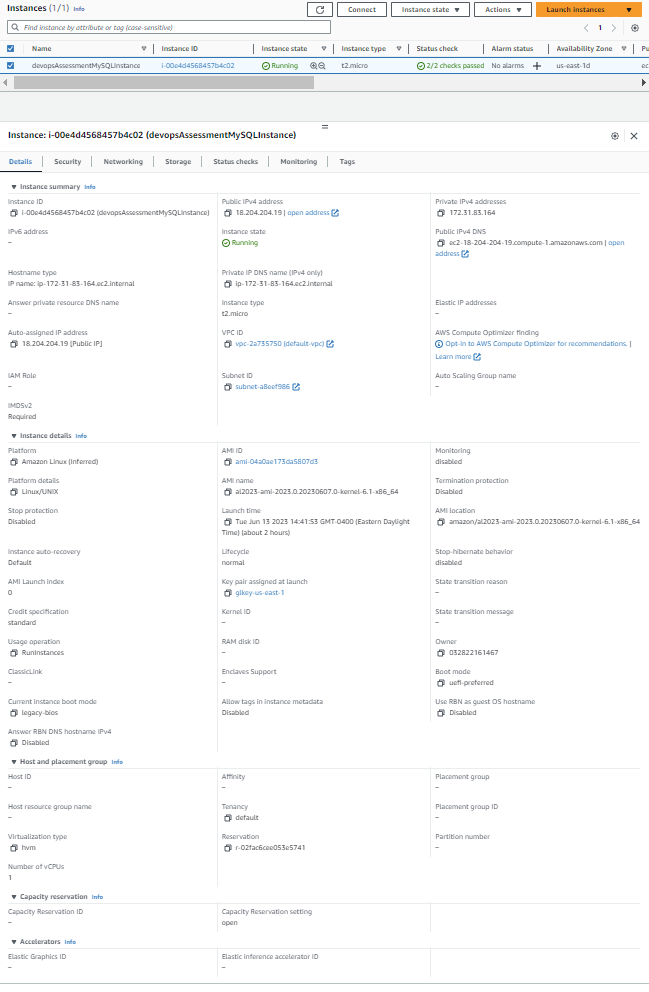 Instances (1/1) Info
Connect
Instance state
Actions
Launch instances
Find instance by attribute or tag (case-sensitive)
1
Name
Instance ID
Instance state
Instance type
Status check
Alarm status
Availability Zone
Pu
devopsAssessmentMySQLInstance
i-00e4d4568457b4c02
Running
t2.micro
2/2 checks passed
No alarms
us-east-1d
ec
Instance: i-00e4d4568457b4c02 (devopsAssessmentMySQLInstance)
Details
Security
Networking
Storage
Status checks
Monitoring
Tags
Instance summary Info
Instance ID
i-00e4d4568457b4c02 (devopsAssessmentMySQLInstance)
Public IPv4 address
18.204.204.19 | open address
Private IPv4 addresses
172.31.83.164
IPv6 address
–
Instance state
Running
Public IPv4 DNS
ec2-18-204-204-19.compute-1.amazonaws.com | open
address
Hostname type
IP name: ip-172-31-83-164.ec2.internal
Private IP DNS name (IPv4 only)
ip-172-31-83-164.ec2.internal
Answer private resource DNS name
–
Instance type
t2.micro
Elastic IP addresses
–
Auto-assigned IP address
18.204.204.19 [Public IP]
VPC ID
vpc-2a735750 (default-vpc)
AWS Compute Optimizer finding
Opt-in to AWS Compute Optimizer for recommendations. |
Learn more
IAM Role
–
Subnet ID
subnet-a8eef986
Auto Scaling Group name
–
IMDSv2
Required
Instance details Info
Platform
Amazon Linux (Inferred)
AMI ID
ami-04a0ae173da5807d3
Monitoring
disabled
Platform details
Linux/UNIX
AMI name
al2023-ami-2023.0.20230607.0-kernel-6.1-x86_64
Termination protection
Disabled
Stop protection
Disabled
Launch time
Tue Jun 13 2023 14:41:53 GMT-0400 (Eastern Daylight
Time) (about 2 hours)
AMI location
amazon/al2023-ami-2023.0.20230607.0-kernel-6.1-x86_64
Instance auto-recovery
Default
Lifecycle
normal
Stop-hibernate behavior
disabled
AMI Launch index
0
Key pair assigned at launch
glkey-us-east-1
State transition reason
–
Credit specification
standard
Kernel ID
–
State transition message
–
Usage operation
RunInstances
RAM disk ID
–
Owner
032822161467
ClassicLink
–
Enclaves Support
–
Boot mode
uefi-preferred
Current instance boot mode
legacy-bios
Allow tags in instance metadata
Disabled
Use RBN as guest OS hostname
Disabled
Answer RBN DNS hostname IPv4
Disabled
Host and placement group Info
Host ID
–
Affinity
–
Placement group
–
Host resource group name
–
Tenancy
default
Placement group ID
–
Virtualization type
hvm
Reservation
r-02fac6cee053e5741
Partition number
–
Number of vCPUs
1
Capacity reservation Info
Capacity Reservation ID
–
Capacity Reservation setting
open
Accelerators Info
Elastic Graphics ID
–
Elastic inference accelerator ID
–